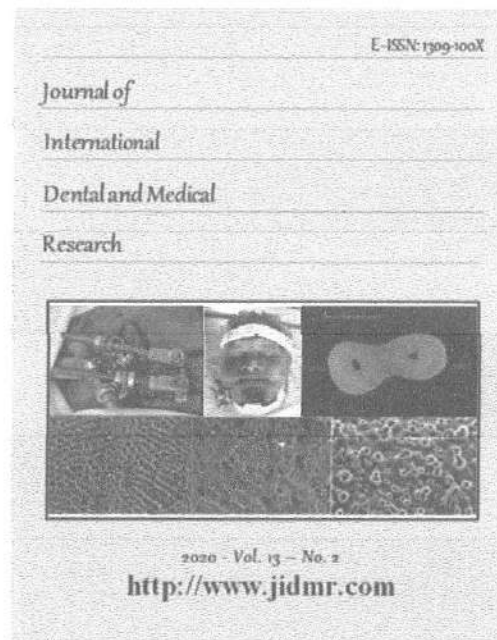 E-ISSN: 1309-100X
Journal of
International
Dental and Medical
Research
2020 - Vol. 13 – No. 2
http://www.jidmr.com